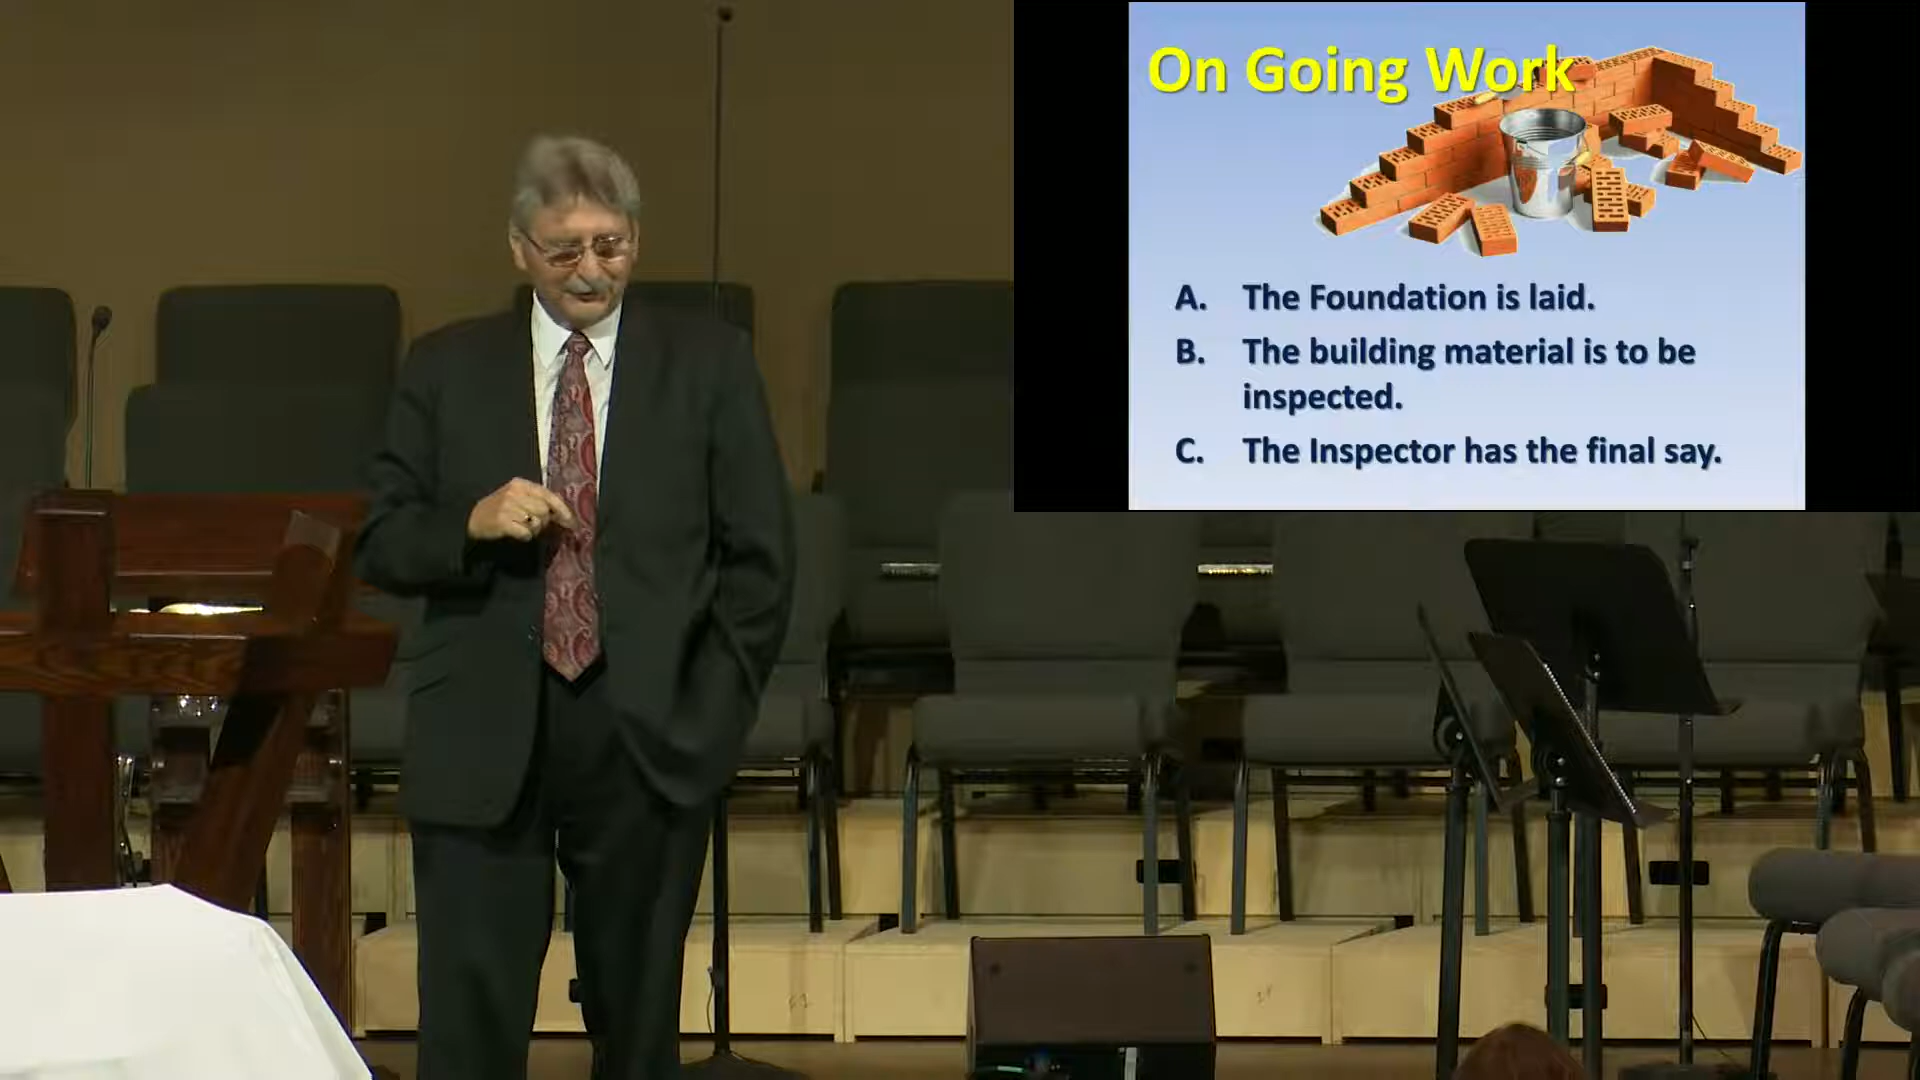 On Going Work
A. The Foundation is laid.
B. The building material is to be
inspected.
C. The Inspector has the final say.